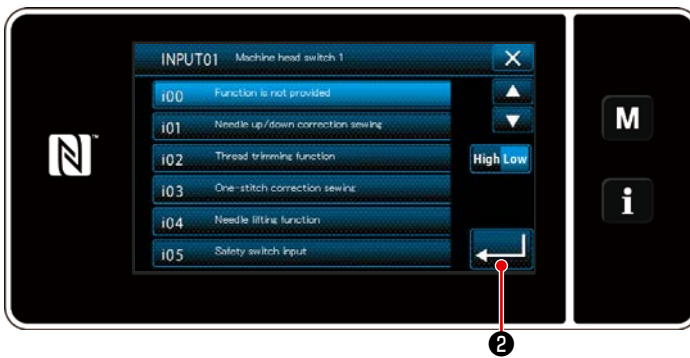 INPUT01 Machine head switch 1
i00 Function is not provided
i01 Needle up/down correction sewing
i02 Thread trimming function
High Low
i03 One-stitch correction sewing
i04 Needle lifting function
i05 Safety switch input
M
i
N
❷